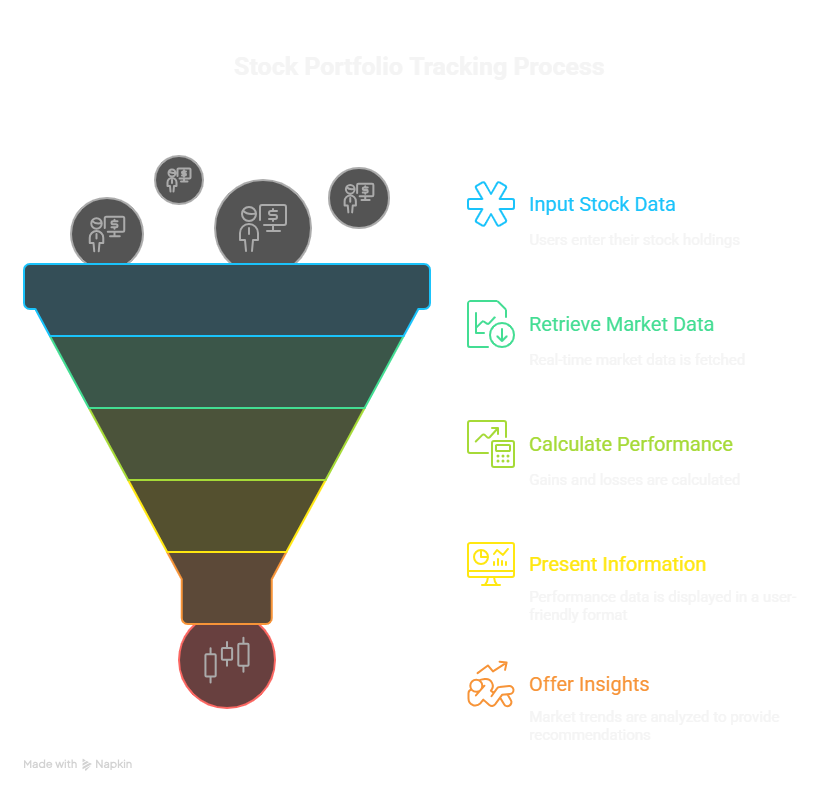 Stock Portfolio Tracking Process
Input Stock Data
Users enter their stock holdings
Retrieve Market Data
Real-time market data is fetched
Calculate Performance
Gains and losses are calculated
Present Information
Performance data is displayed in a user-
friendly format
Offer Insights
Market trends are analyzed to provide
recommendations
Made with Napkin